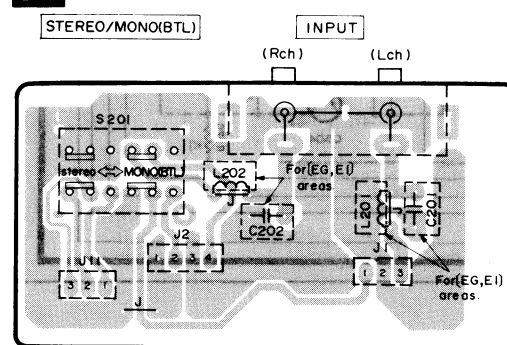 STEREO/MONO(BTL)
INPUT
(Rch)
(Lch)
S201
stereo⇔MONO(BTL)
L202
For[EG,EI]
areas.
C202
L201
C201
J2
1 2 3 4
J
1 2 3
J11
3 2 1
J
For[EG,EI]
areas.